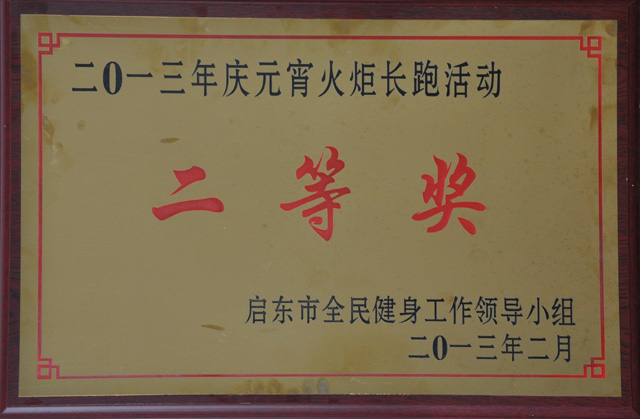 二0一三年庆元宵火炬长跑活动
二等奖
启东市全民健身工作领导小组
二0一三年二月